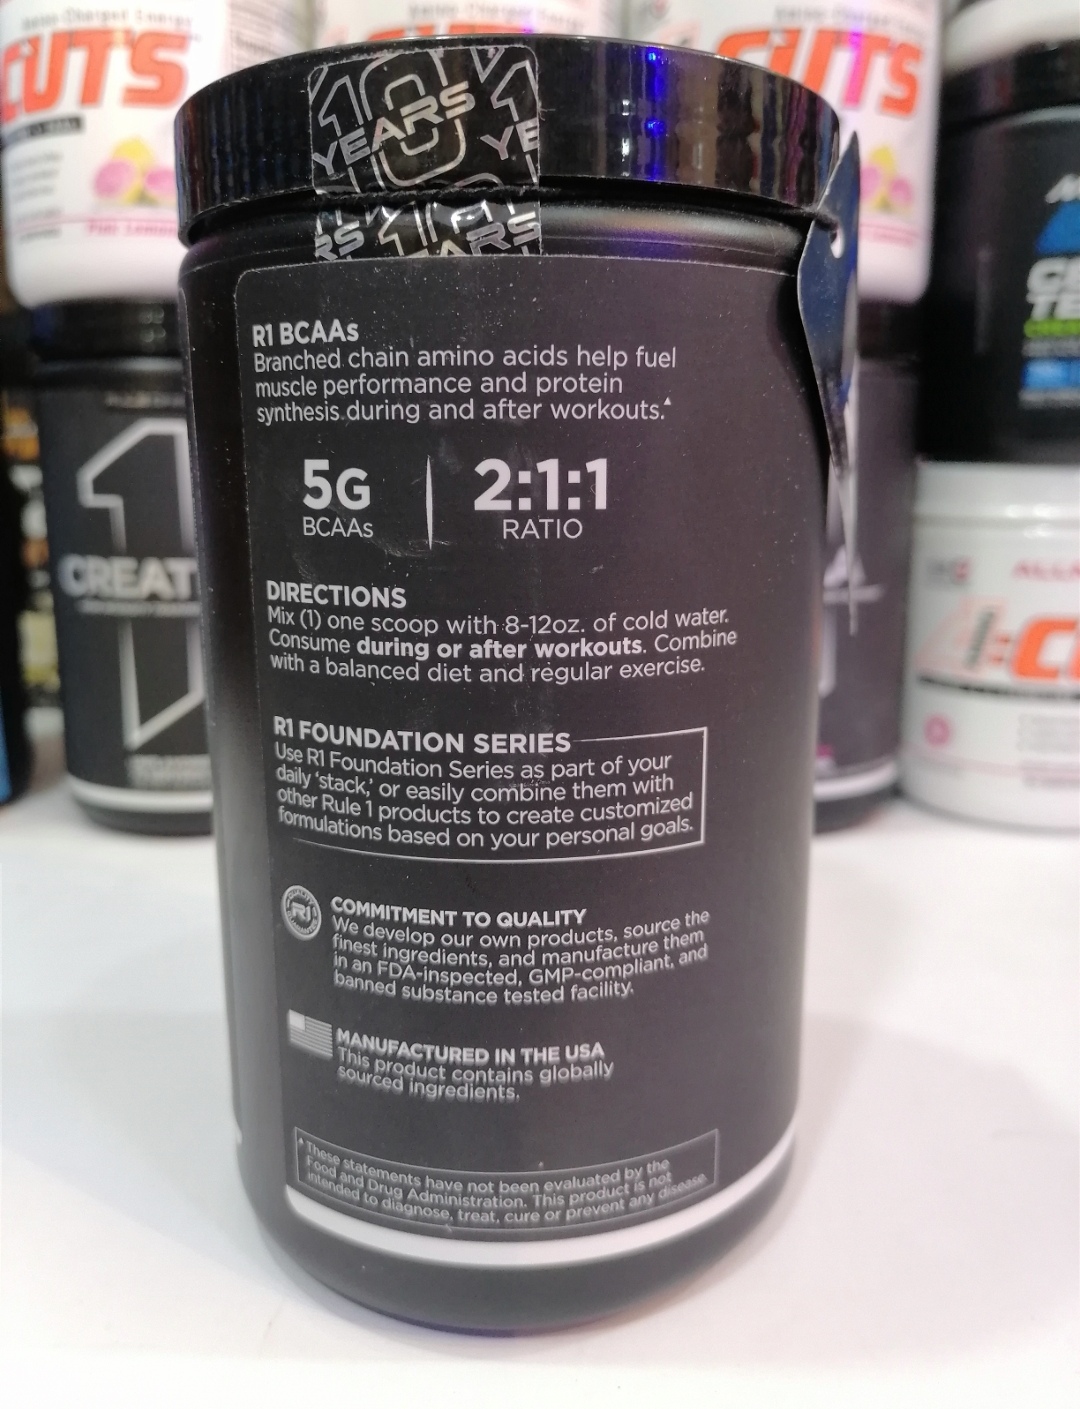 CUTS
CUTS
10 YEARS
R1 BCAAs
Branched chain amino acids help fuel
muscle performance and protein
synthesis during and after workouts.▲
5G
BCAAs
2:1:1
RATIO
CREAT
DIRECTIONS
Mix (1) one scoop with 8-12oz. of cold water.
Consume during or after workouts. Combine
with a balanced diet and regular exercise.
R1 FOUNDATION SERIES
Use R1 Foundation Series as part of your
daily ‘stack,’ or easily combine them with
other Rule 1 products to create customized
formulations based on your personal goals.
R1
COMMITMENT TO QUALITY
We develop our own products, source the
finest ingredients, and manufacture them
in an FDA-inspected, GMP-compliant, and
banned substance tested facility.
MANUFACTURED IN THE USA
This product contains globally
sourced ingredients.
▲These statements have not been evaluated by the
Food and Drug Administration. This product is not
intended to diagnose, treat, cure or prevent any disease.